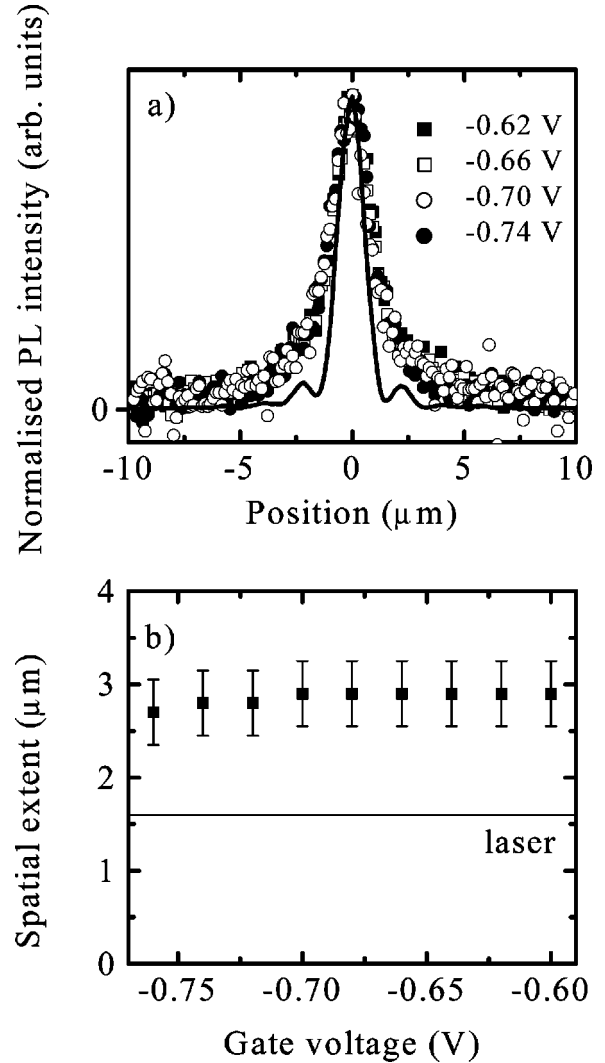 Normalised PL intensity (arb. units)
a)
-0.62 V
-0.66 V
-0.70 V
-0.74 V
0
-10 -5 0 5 10
Position (μm)
Spatial extent (μm)
b)
4
3
2
1
0
laser
-0.75 -0.70 -0.65 -0.60
Gate voltage (V)